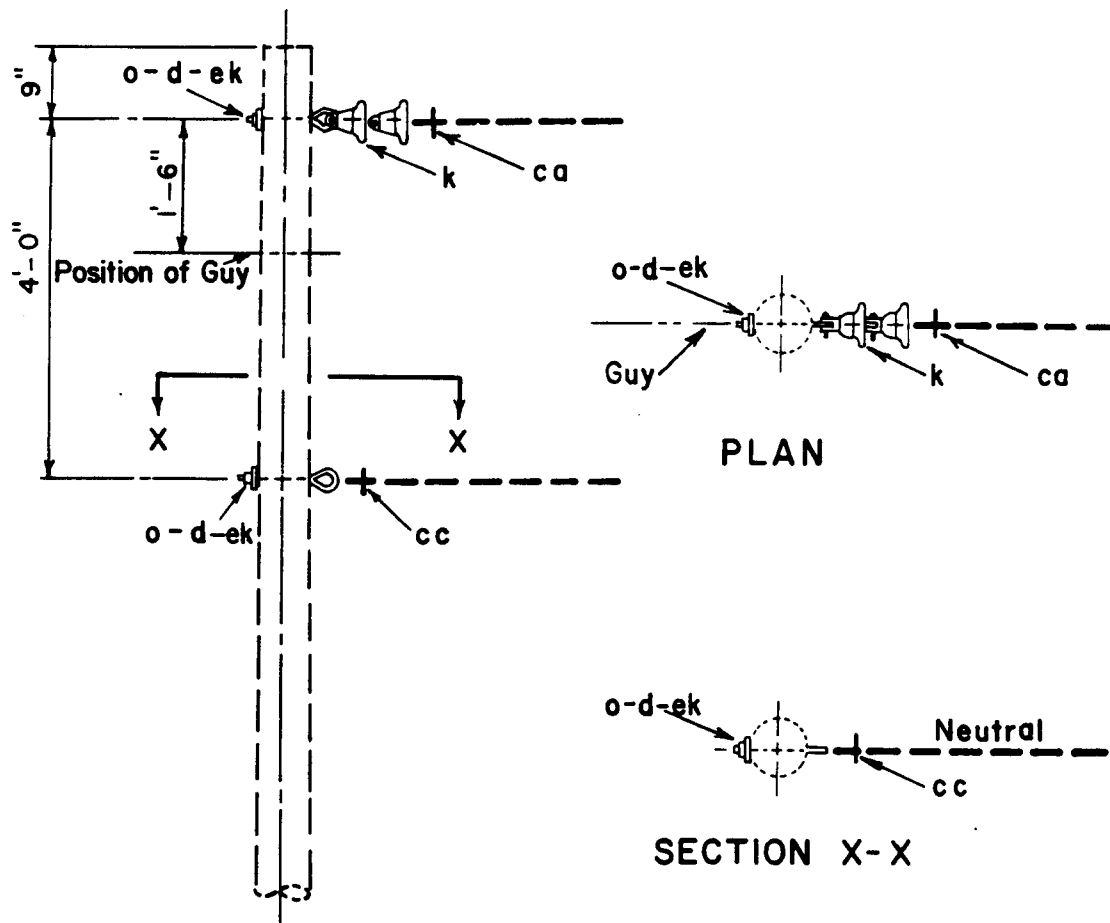 9"
o-d-ek
k
ca
1'-6"
4'-0"
Position of Guy
X X
o-d-ek
cc
o-d-ek
Guy
k
ca
PLAN
o-d-ek
Neutral
cc
SECTION X-X